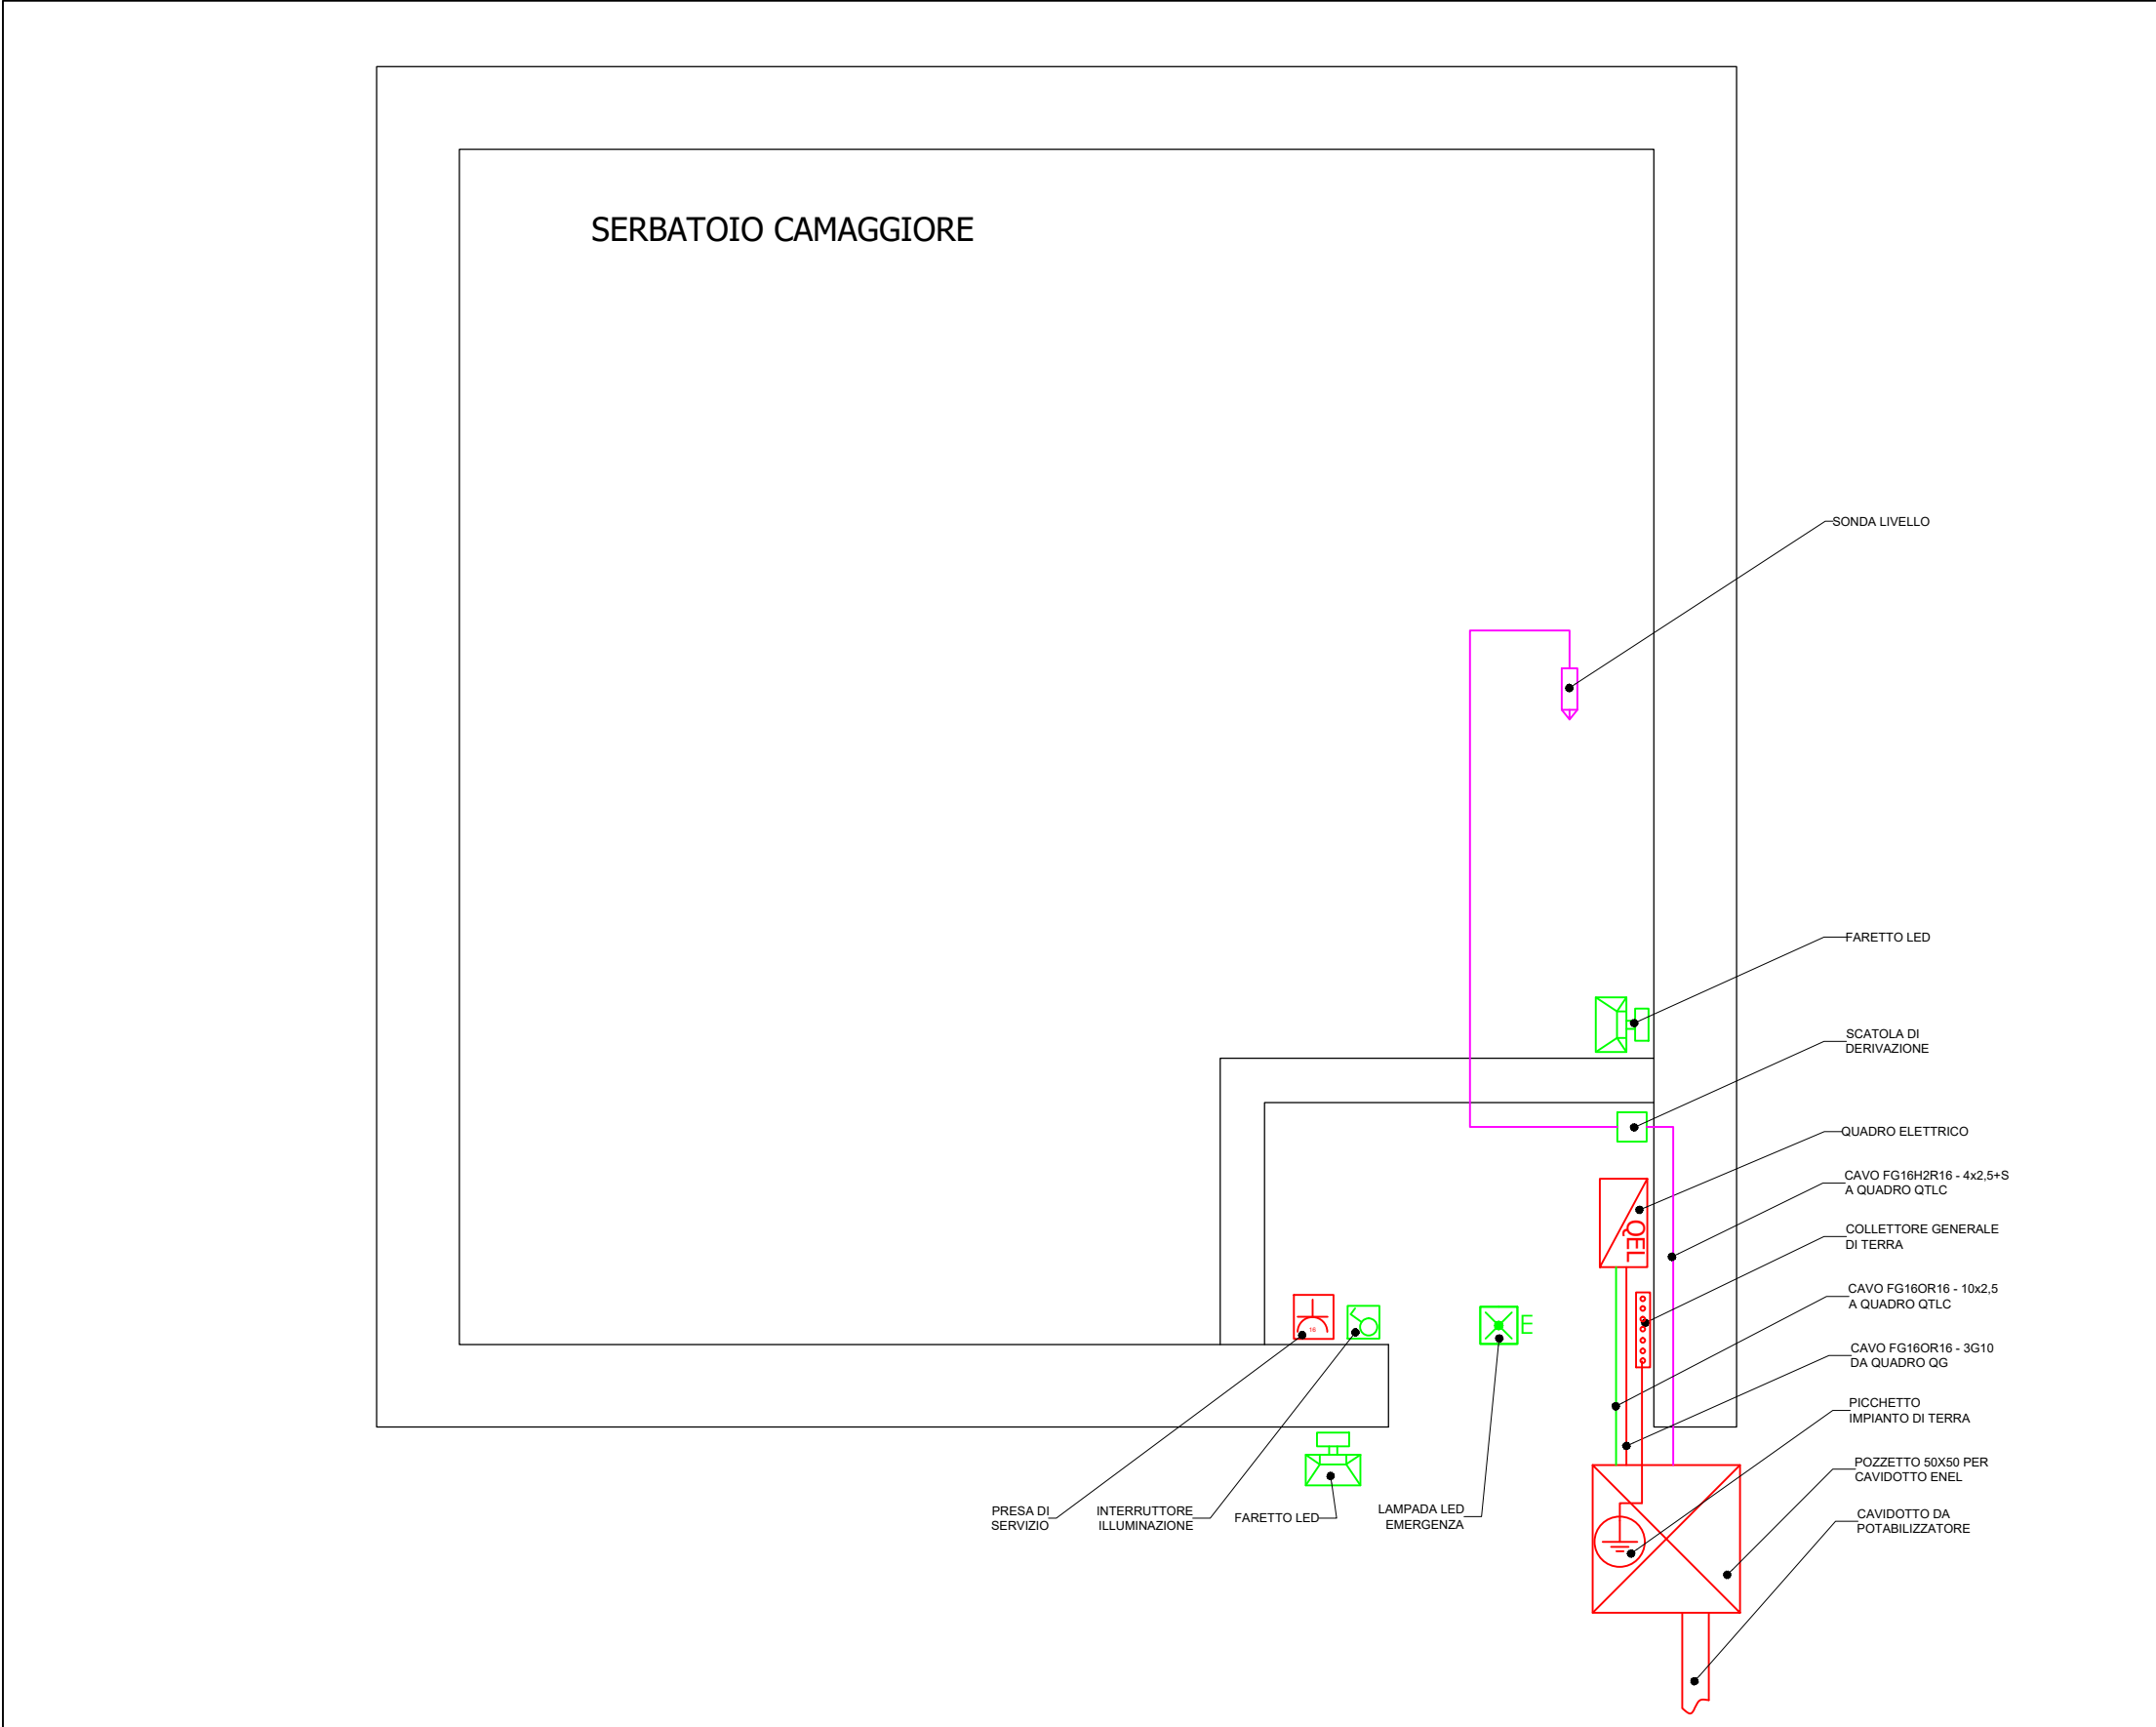 SERBATOIO CAMAGGIORE
SONDA LIVELLO
FARETTO LED
SCATOLA DI
DERIVAZIONE
QUADRO ELETTRICO
CAVO FG16H2R16 - 4x2,5+S
A QUADRO QTLC
QEL
COLLETTORE GENERALE
DI TERRA
CAVO FG16OR16 - 10x2,5
A QUADRO QTLC
16
E
CAVO FG16OR16 - 3G10
DA QUADRO QG
PICCHETTO
IMPIANTO DI TERRA
POZZETTO 50X50 PER
CAVIDOTTO ENEL
PRESA DI
SERVIZIO
INTERRUTTORE
ILLUMINAZIONE
FARETTO LED
LAMPADA LED
EMERGENZA
CAVIDOTTO DA
POTABILIZZATORE